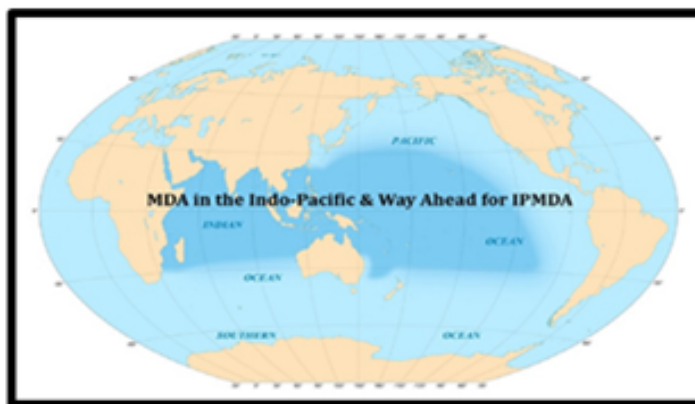 PACIFIC
MDA in the Indo-Pacific & Way Ahead for IPMDA
INDIAN
OCEAN
OCEAN
SOUTHERN
OCEAN